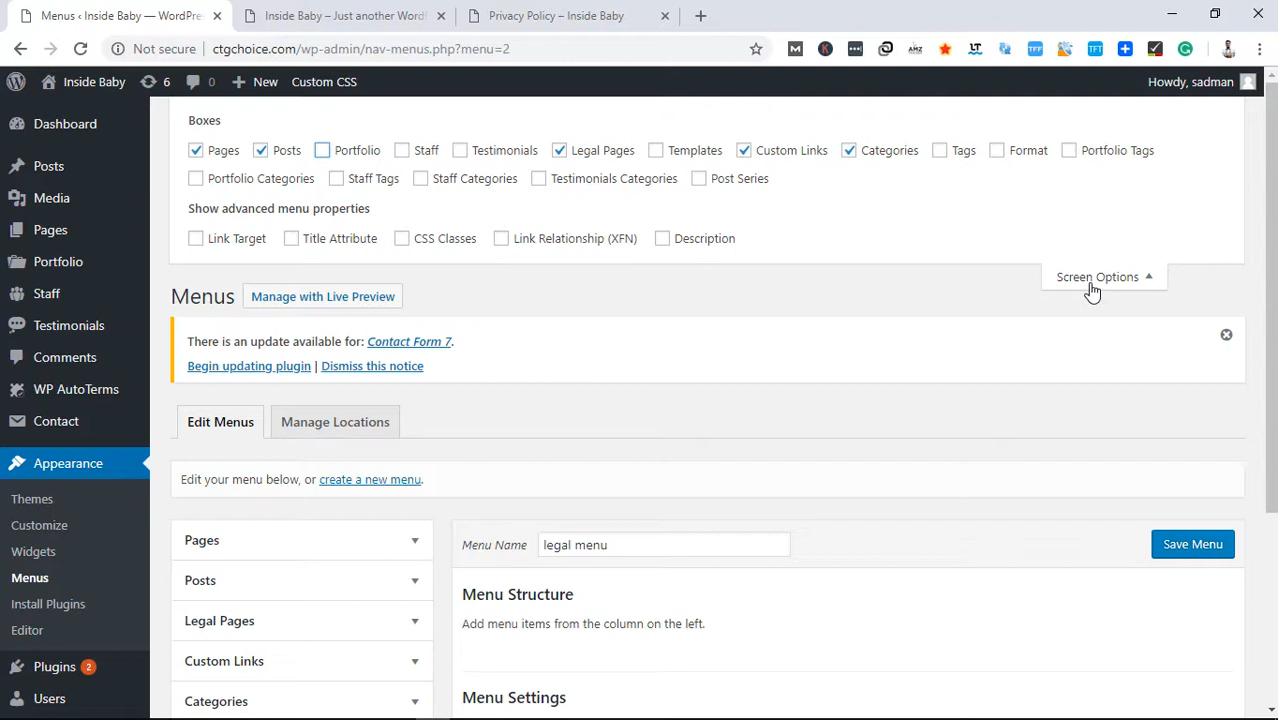 Menus ‹ Inside Baby — WordPres
Inside Baby – Just another Wordl
Privacy Policy – Inside Baby
Not secure
ctgchoice.com/wp-admin/nav-menus.php?menu=2
Inside Baby
6
0
New
Custom CSS
Howdy, sadman
Dashboard
Posts
Media
Pages
Portfolio
Staff
Testimonials
Comments
WP AutoTerms
Contact
Appearance
Themes
Customize
Widgets
Menus
Install Plugins
Editor
Plugins 2
Users
Boxes
Pages Posts Portfolio Staff Testimonials Legal Pages Templates Custom Links Categories Tags Format Portfolio Tags
Portfolio Categories Staff Tags Staff Categories Testimonials Categories Post Series
Show advanced menu properties
Link Target Title Attribute CSS Classes Link Relationship (XFN) Description
Screen Options
Menus Manage with Live Preview
There is an update available for: Contact Form 7.
Begin updating plugin | Dismiss this notice
Edit Menus Manage Locations
Edit your menu below, or create a new menu.
Pages
Posts
Legal Pages
Custom Links
Categories
Menu Name legal menu Save Menu
Menu Structure
Add menu items from the column on the left.
Menu Settings